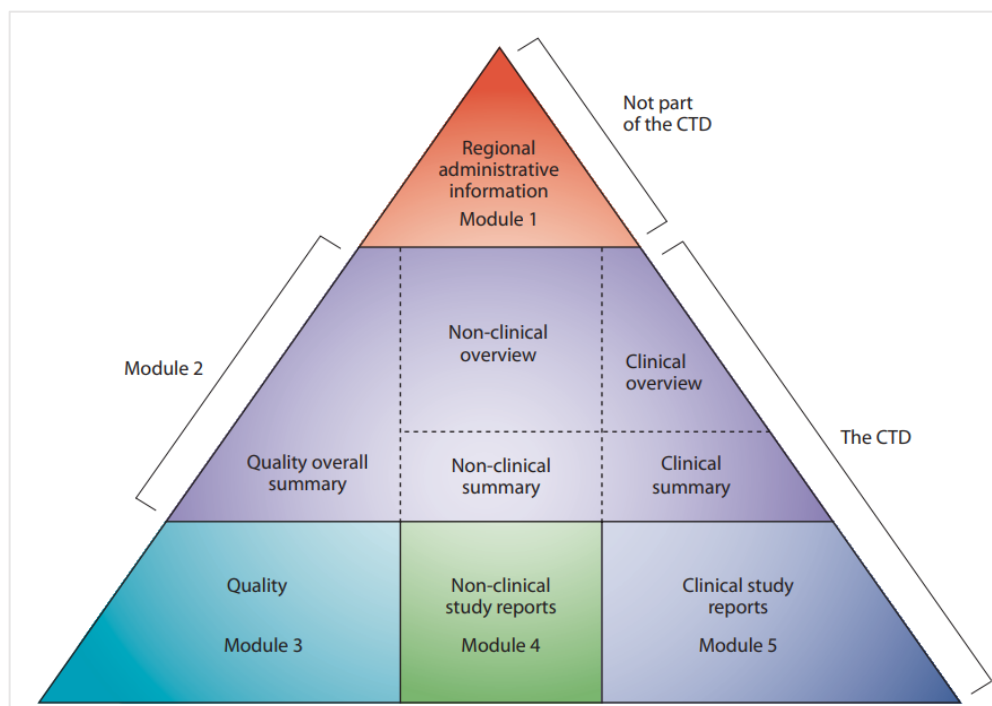 Not part
of the CTD
Regional
administrative
information
Module 1
Module 2
Non-clinical
overview
Clinical
overview
The CTD
Quality overall
summary
Non-clinical
summary
Clinical
summary
Quality
Module 3
Non-clinical
study reports
Module 4
Clinical study
reports
Module 5